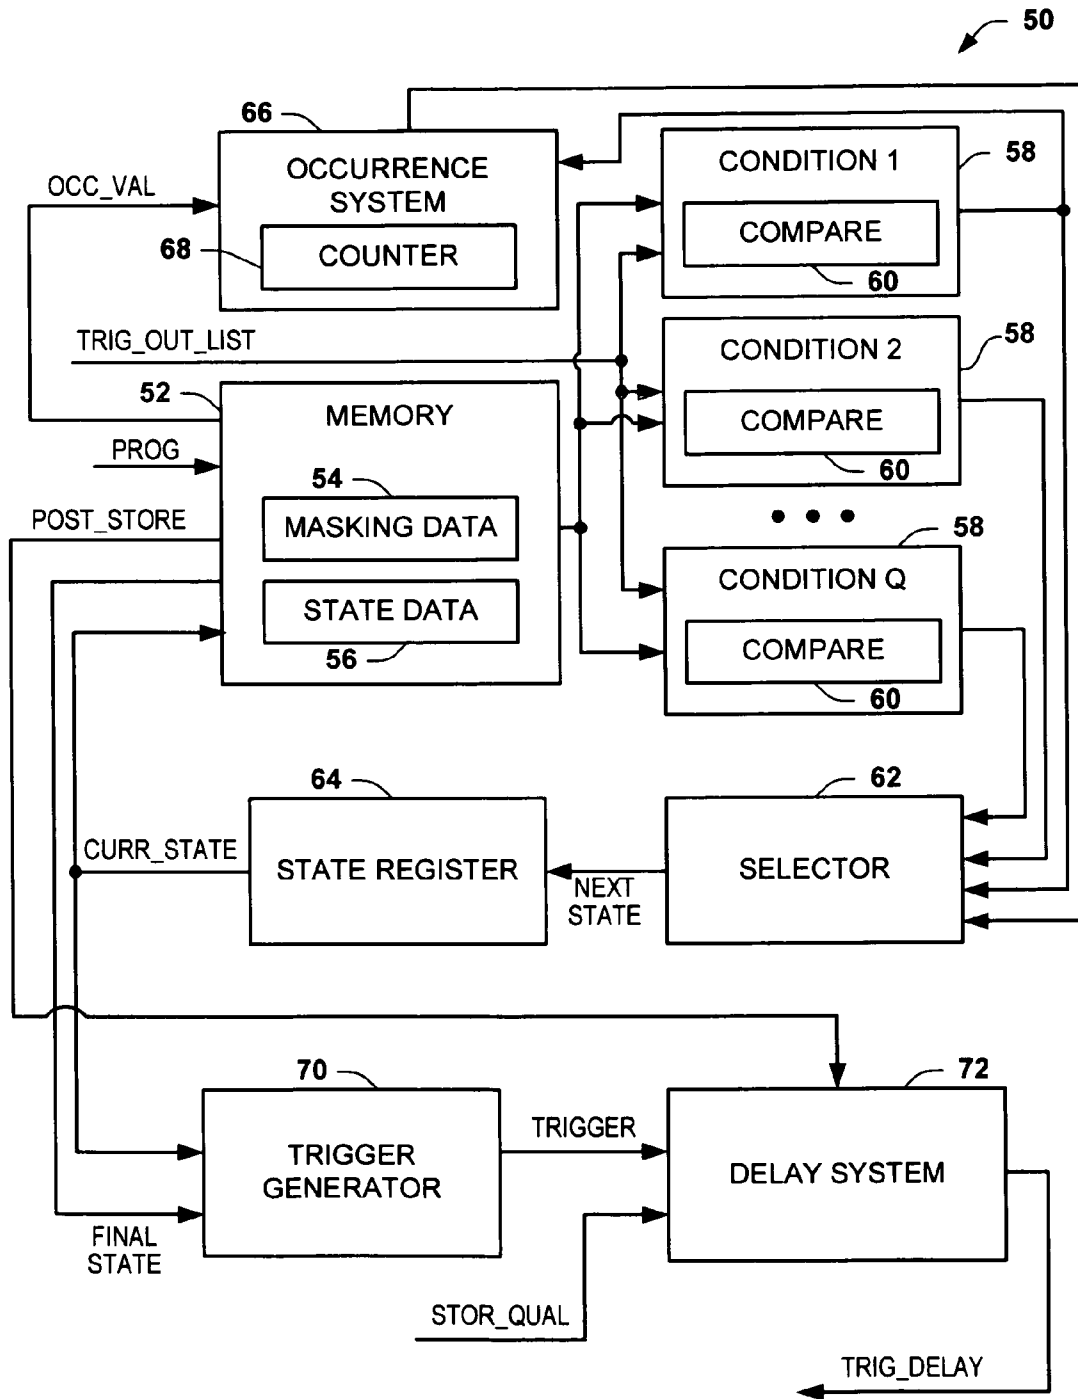 50
66
OCCURRENCE
SYSTEM
68
COUNTER
OCC_VAL
CONDITION 1
58
COMPARE
60
TRIG_OUT_LIST
CONDITION 2
58
COMPARE
60
52
MEMORY
PROG
54
MASKING DATA
POST_STORE
STATE DATA
56
58
CONDITION Q
COMPARE
60
64
STATE REGISTER
CURR_STATE
NEXT
STATE
62
SELECTOR
70
TRIGGER
GENERATOR
TRIGGER
72
DELAY SYSTEM
FINAL
STATE
STOR_QUAL
TRIG_DELAY